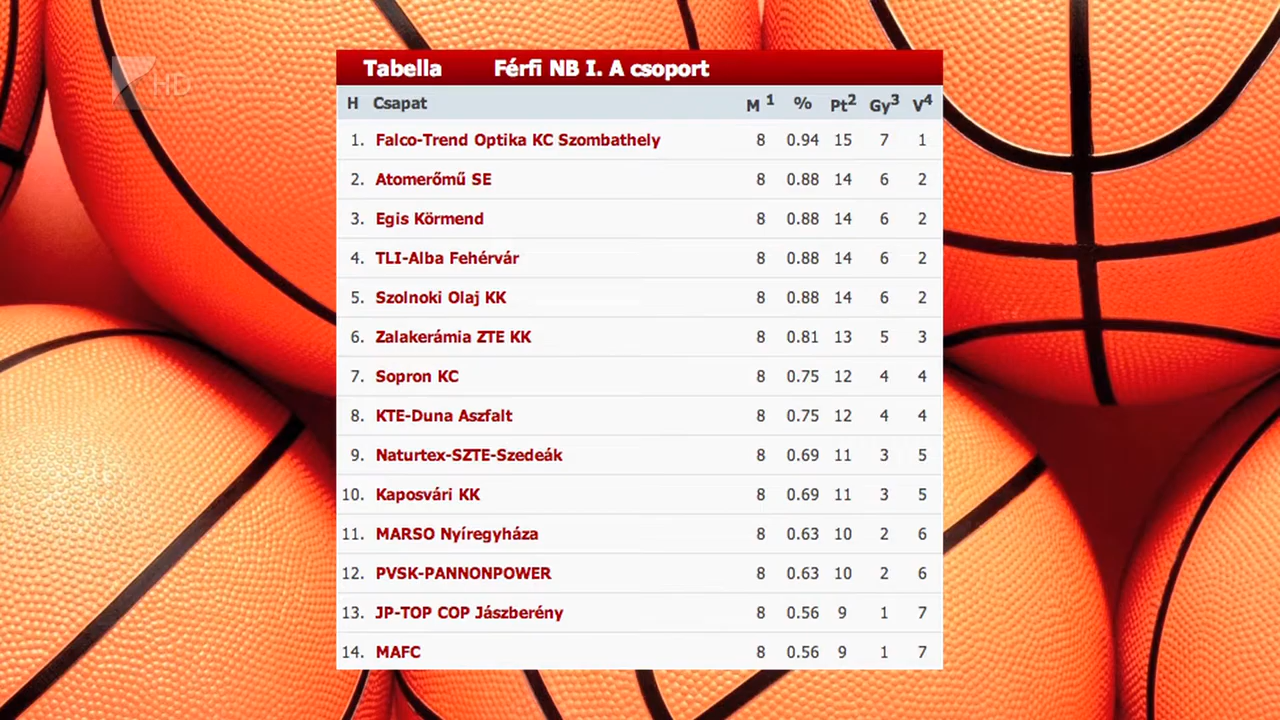 HD
Tabella Férfi NB I. A csoport
H Csapat M 1 % Pt2 Gy3 V4
1. Falco-Trend Optika KC Szombathely 8 0.94 15 7 1
2. Atomerőmű SE 8 0.88 14 6 2
3. Egis Körmend 8 0.88 14 6 2
4. TLI-Alba Fehérvár 8 0.88 14 6 2
5. Szolnoki Olaj KK 8 0.88 14 6 2
6. Zalakerámia ZTE KK 8 0.81 13 5 3
7. Sopron KC 8 0.75 12 4 4
8. KTE-Duna Aszfalt 8 0.75 12 4 4
9. Naturtex-SZTE-Szedeák 8 0.69 11 3 5
10. Kaposvári KK 8 0.69 11 3 5
11. MARSO Nyíregyháza 8 0.63 10 2 6
12. PVSK-PANNONPOWER 8 0.63 10 2 6
13. JP-TOP COP Jászberény 8 0.56 9 1 7
14. MAFC 8 0.56 9 1 7